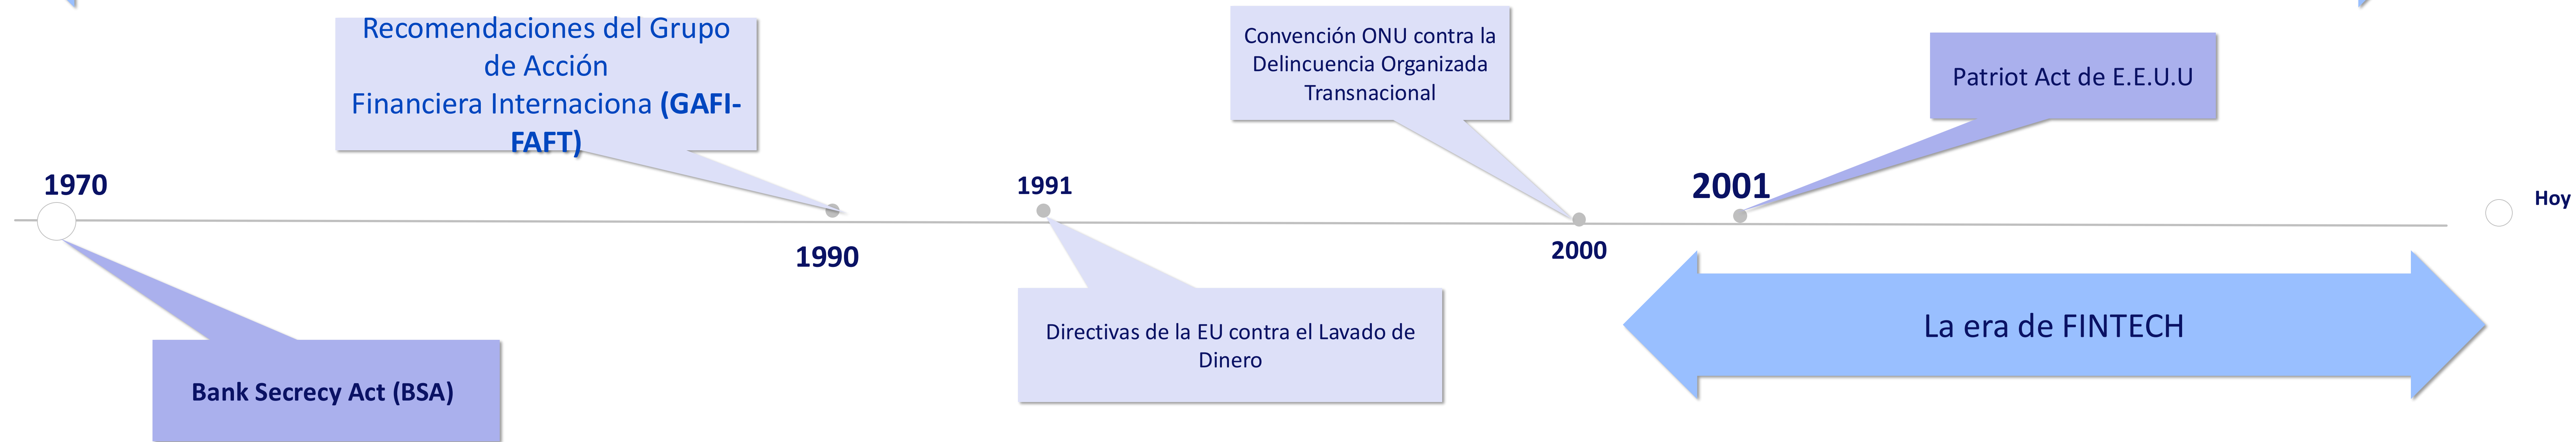 Recomendaciones del Grupo
de Acción
Financiera Internaciona (GAFI-
FAFT)
Convención ONU contra la
Delincuencia Organizada
Transnacional
Patriot Act de E.E.U.U
1970
1991
2001
Hoy
1990
2000
Directivas de la EU contra el Lavado de
Dinero
La era de FINTECH
Bank Secrecy Act (BSA)